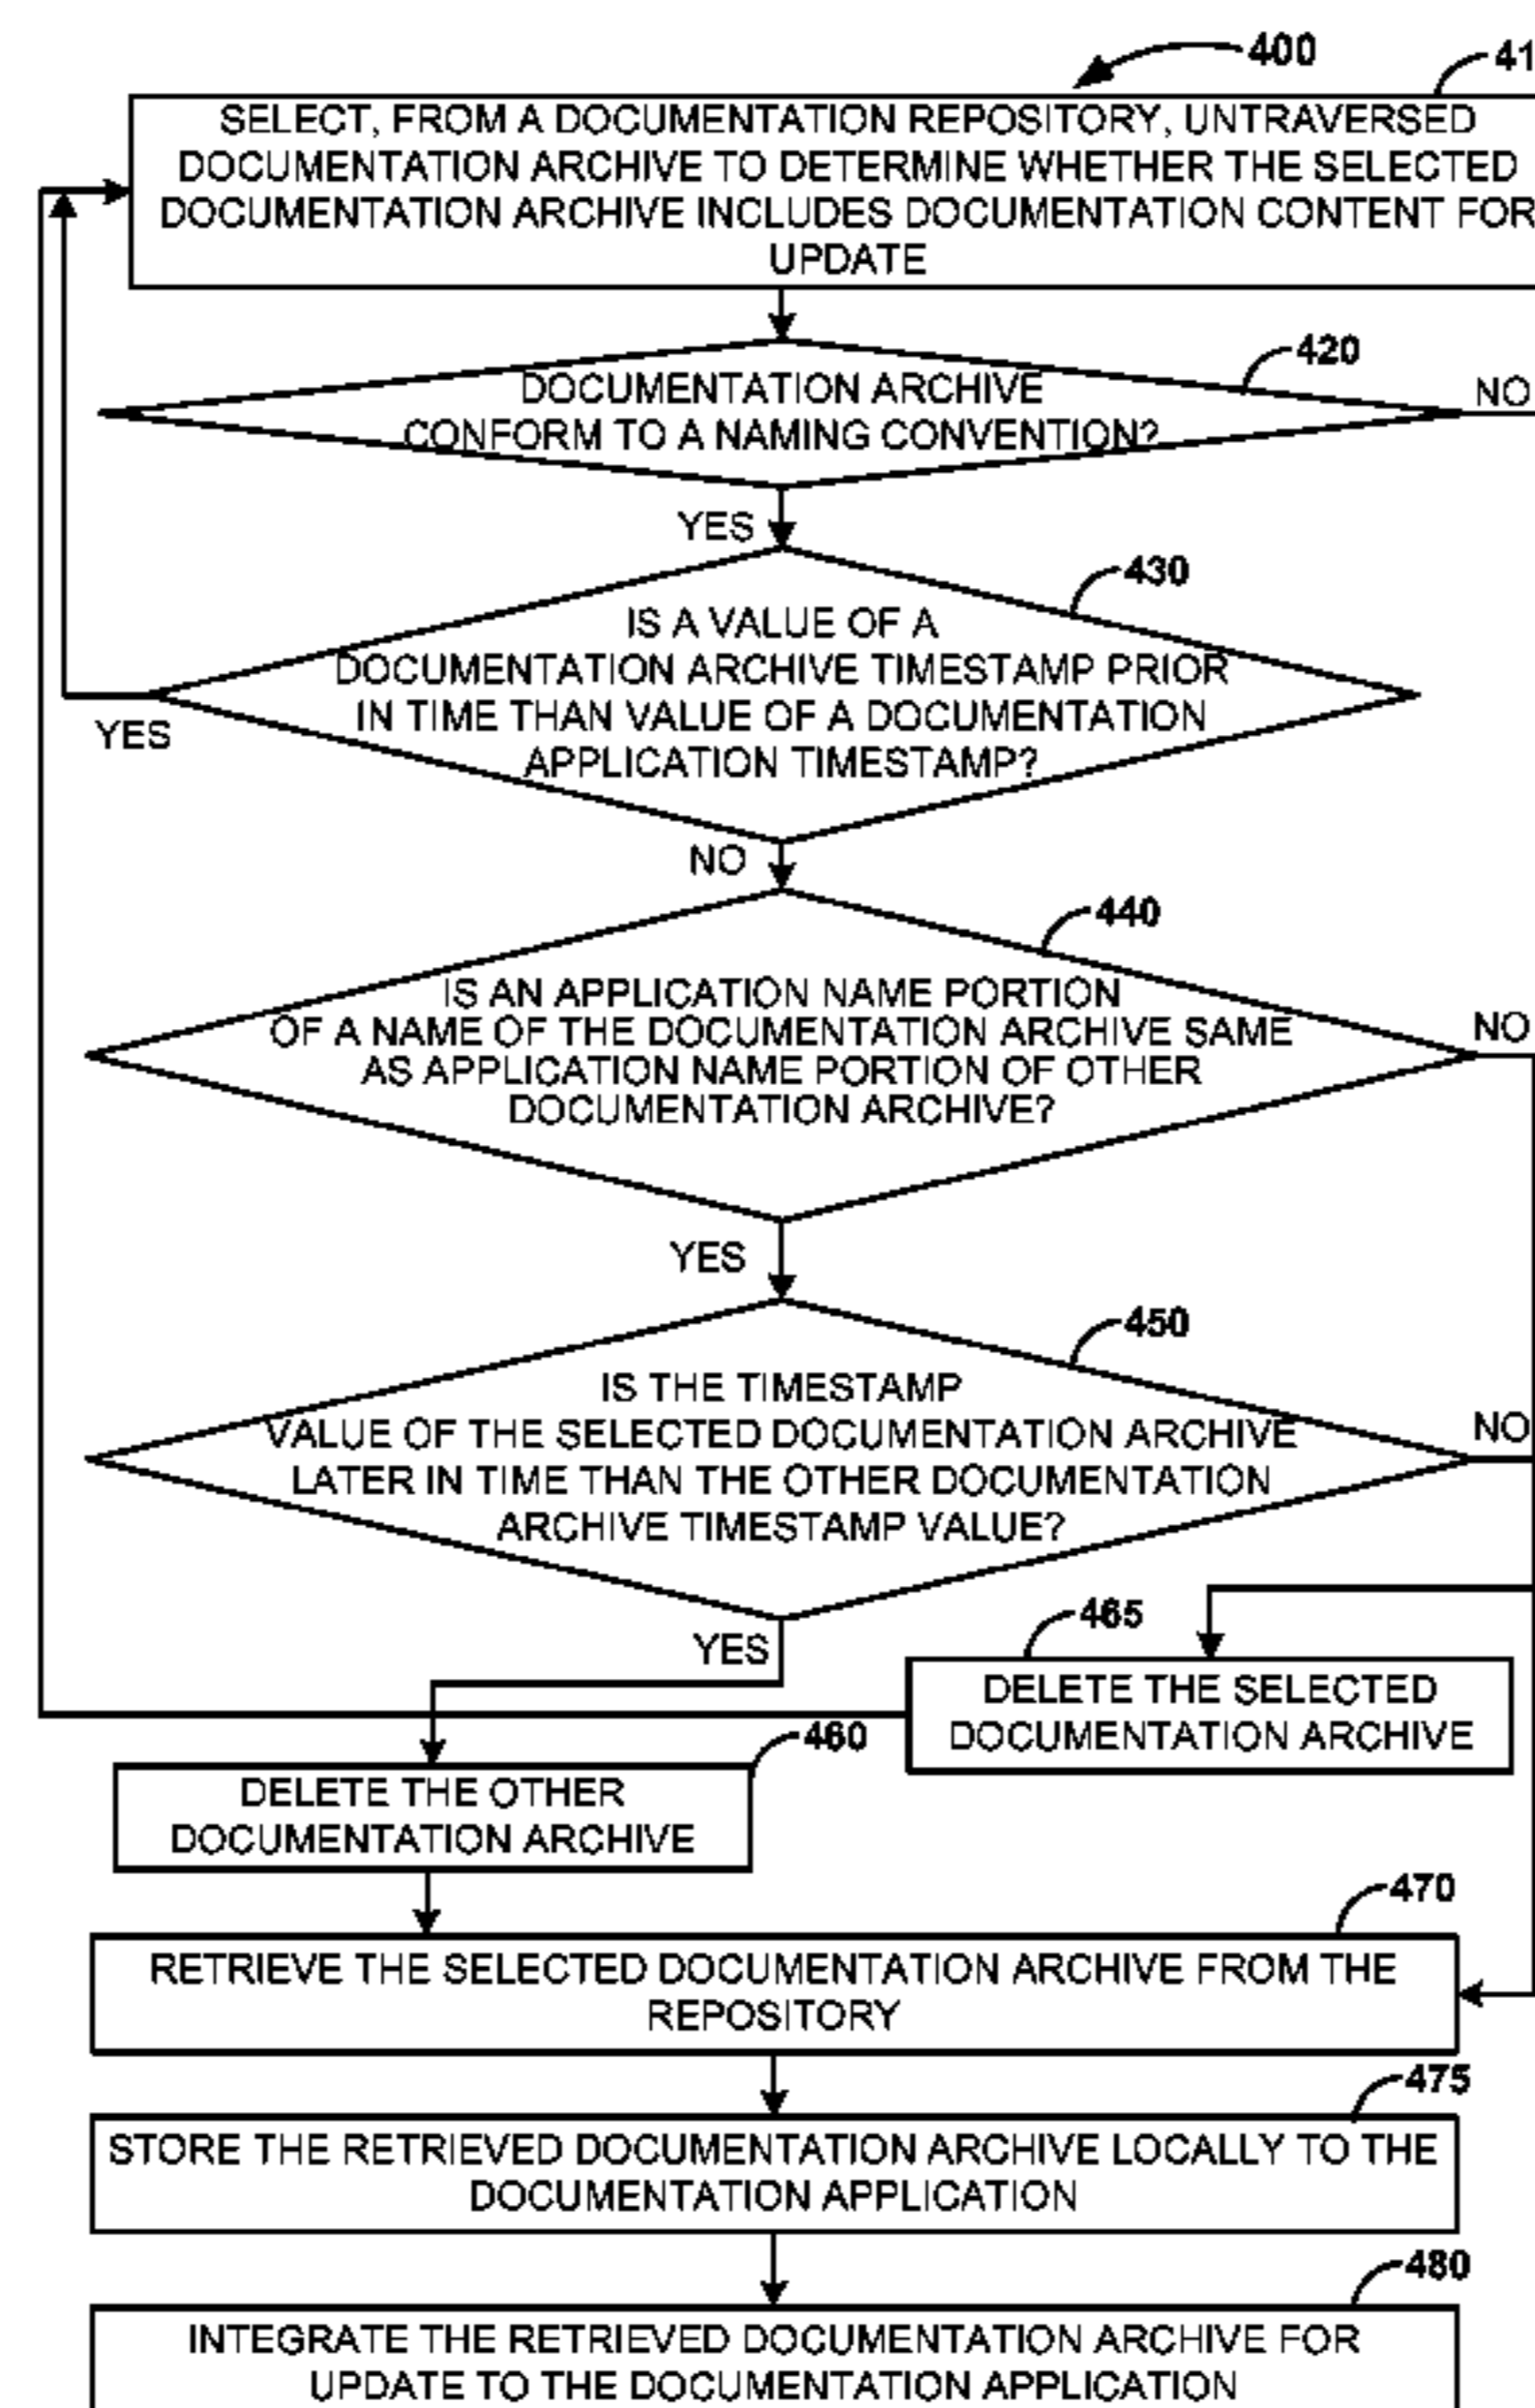 400
41
SELECT, FROM A DOCUMENTATION REPOSITORY, UNTRAVERSED
DOCUMENTATION ARCHIVE TO DETERMINE WHETHER THE SELECTED
DOCUMENTATION ARCHIVE INCLUDES DOCUMENTATION CONTENT FOR
UPDATE
420
DOCUMENTATION ARCHIVE
CONFORM TO A NAMING CONVENTION?
NO
YES
430
IS A VALUE OF A
DOCUMENTATION ARCHIVE TIMESTAMP PRIOR
IN TIME THAN VALUE OF A DOCUMENTATION
APPLICATION TIMESTAMP?
YES
NO
440
IS AN APPLICATION NAME PORTION
OF A NAME OF THE DOCUMENTATION ARCHIVE SAME
AS APPLICATION NAME PORTION OF OTHER
DOCUMENTATION ARCHIVE?
NO
YES
450
IS THE TIMESTAMP
VALUE OF THE SELECTED DOCUMENTATION ARCHIVE
LATER IN TIME THAN THE OTHER DOCUMENTATION
ARCHIVE TIMESTAMP VALUE?
NO
YES
465
DELETE THE SELECTED
DOCUMENTATION ARCHIVE
460
DELETE THE OTHER
DOCUMENTATION ARCHIVE
470
RETRIEVE THE SELECTED DOCUMENTATION ARCHIVE FROM THE
REPOSITORY
475
STORE THE RETRIEVED DOCUMENTATION ARCHIVE LOCALLY TO THE
DOCUMENTATION APPLICATION
480
INTEGRATE THE RETRIEVED DOCUMENTATION ARCHIVE FOR
UPDATE TO THE DOCUMENTATION APPLICATION